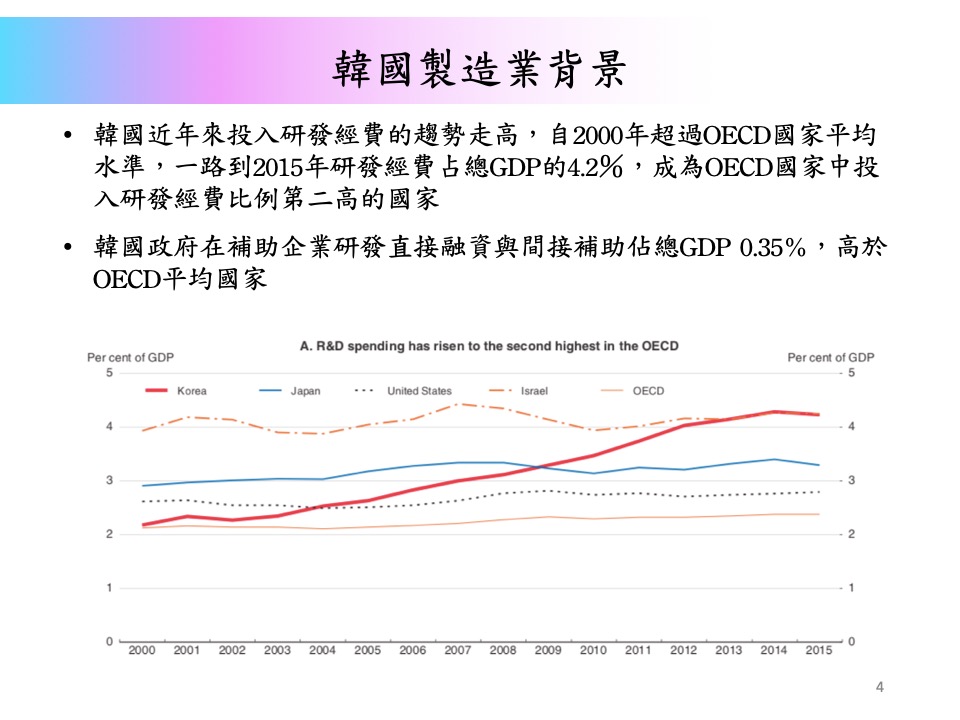 韓國製造業背景
• 韓國近年來投入研發經費的趨勢走高，自2000年超過OECD國家平均
水準，一路到2015年研發經費占總GDP的4.2％，成為OECD國家中投
入研發經費比例第二高的國家
• 韓國政府在補助企業研發直接融資與間接補助佔總GDP 0.35%，高於
OECD平均國家
A. R&D spending has risen to the second highest in the OECD
Per cent of GDP Per cent of GDP
5 5
Korea Japan United States Israel OECD
4 4
3 3
2 2
1 1
0 0
2000 2001 2002 2003 2004 2005 2006 2007 2008 2009 2010 2011 2012 2013 2014 2015
4